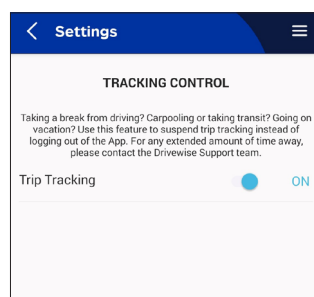 Settings
TRACKING CONTROL
Taking a break from driving? Carpooling or taking transit? Going on
vacation? Use this feature to suspend trip tracking instead of
logging out of the App. For any extended amount of time away,
please contact the Drivewise Support team.
Trip Tracking ON